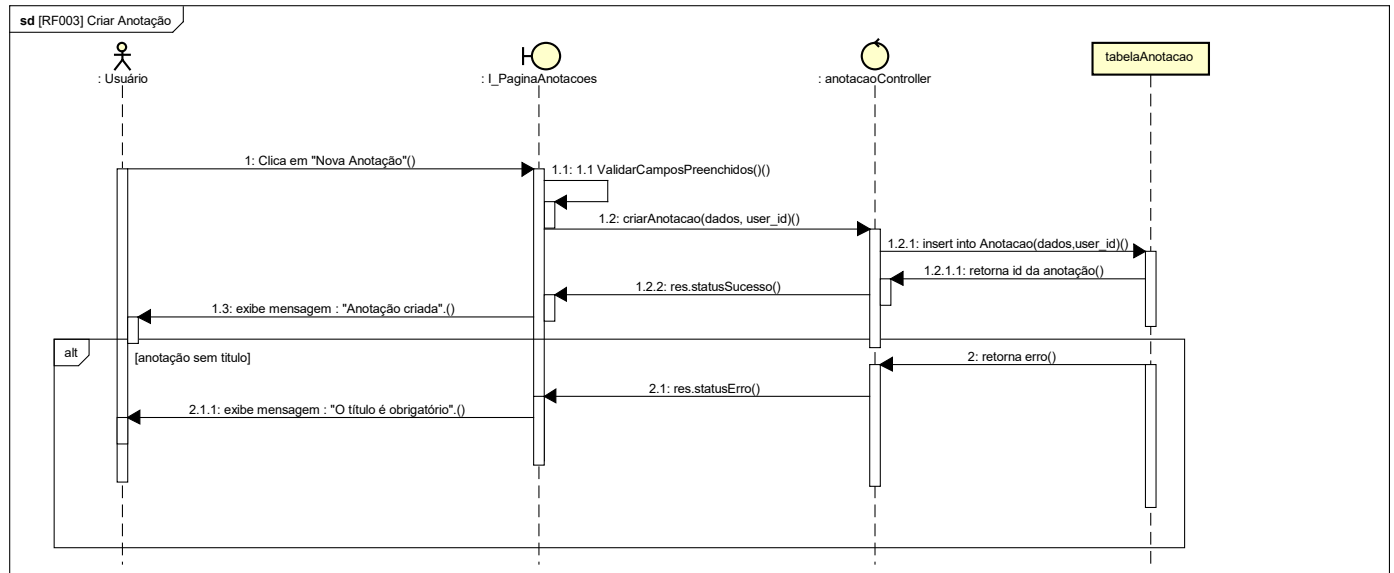 sd [RF003] Criar Anotação
: Usuário
: I_PaginaAnotacoes
: anotacaoController
tabelaAnotacao
1: Clica em "Nova Anotação"()
1.1: 1.1 ValidarCamposPreenchidos()()
1.2: criarAnotacao(dados, user_id)()
1.2.1: insert into Anotacao(dados,user_id)()
1.2.1.1: retorna id da anotação()
1.2.2: res.statusSucesso()
1.3: exibe mensagem : "Anotação criada".()
alt
[anotação sem titulo]
2: retorna erro()
2.1: res.statusErro()
2.1.1: exibe mensagem : "O título é obrigatório".()